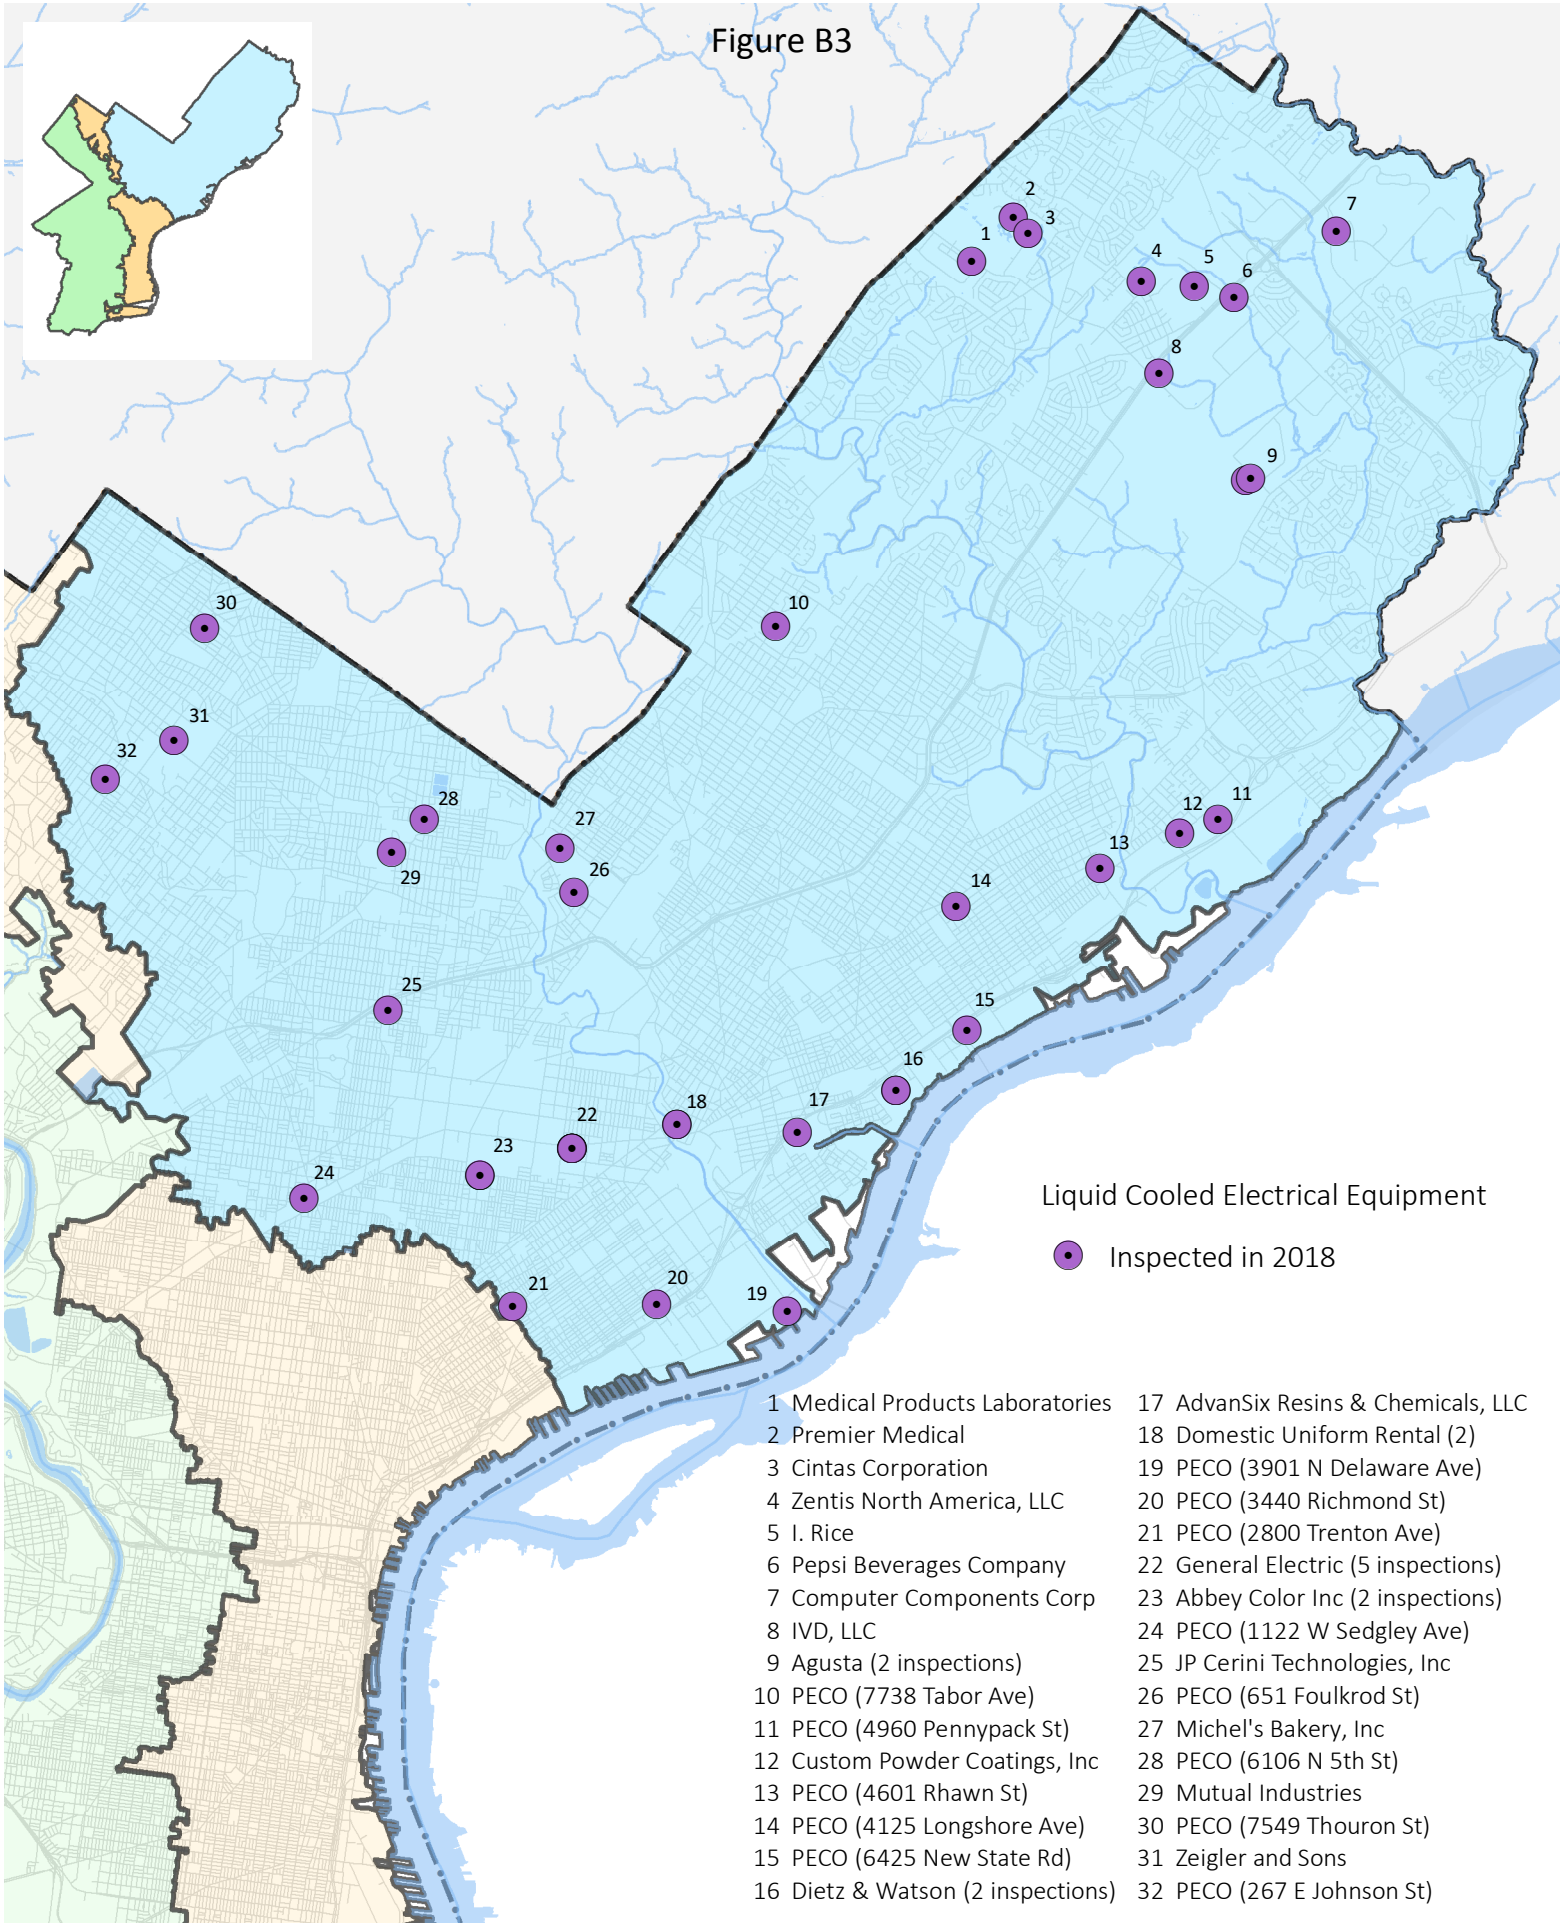 Figure B3
2
3
1
7
4
5
6
8
9
30
10
31
32
28
27
29
26
11
12
13
14
25
15
16
17
18
22
23
24
21
20
19
Liquid Cooled Electrical Equipment
Inspected in 2018
1 Medical Products Laboratories
2 Premier Medical
3 Cintas Corporation
4 Zentis North America, LLC
5 I. Rice
6 Pepsi Beverages Company
7 Computer Components Corp
8 IVD, LLC
9 Agusta (2 inspections)
10 PECO (7738 Tabor Ave)
11 PECO (4960 Pennypack St)
12 Custom Powder Coatings, Inc
13 PECO (4601 Rhawn St)
14 PECO (4125 Longshore Ave)
15 PECO (6425 New State Rd)
16 Dietz & Watson (2 inspections)
17 AdvanSix Resins & Chemicals, LLC
18 Domestic Uniform Rental (2)
19 PECO (3901 N Delaware Ave)
20 PECO (3440 Richmond St)
21 PECO (2800 Trenton Ave)
22 General Electric (5 inspections)
23 Abbey Color Inc (2 inspections)
24 PECO (1122 W Sedgley Ave)
25 JP Cerini Technologies, Inc
26 PECO (651 Foulkrod St)
27 Michel's Bakery, Inc
28 PECO (6106 N 5th St)
29 Mutual Industries
30 PECO (7549 Thouron St)
31 Zeigler and Sons
32 PECO (267 E Johnson St)